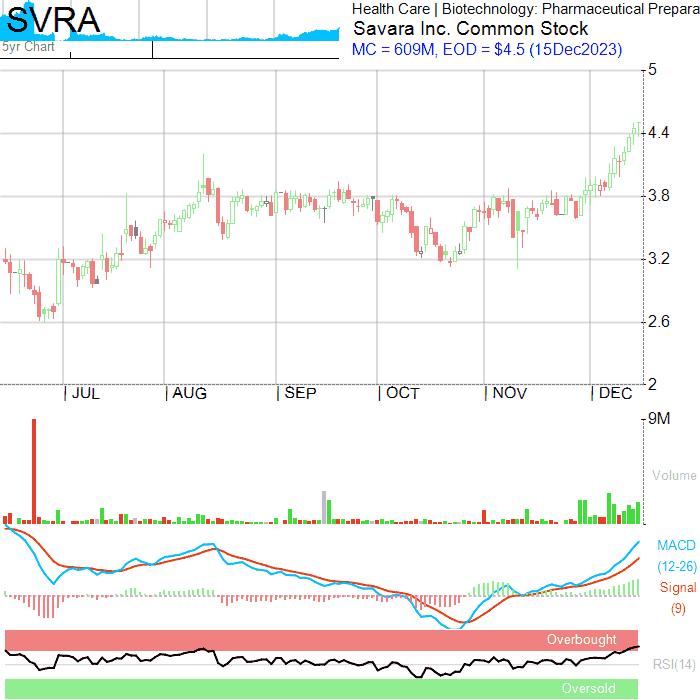 SVRA
5yr Chart
Health Care | Biotechnology: Pharmaceutical Prepara
Savara Inc. Common Stock
MC = 609M, EOD = $4.5 (15Dec2023)
5
4.4
3.8
3.2
2.6
2
| JUL | AUG | SEP | OCT | NOV | DEC
9M
Volume
MACD
(12-26)
Signal
(9)
Overbought
RSI(14)
Oversold